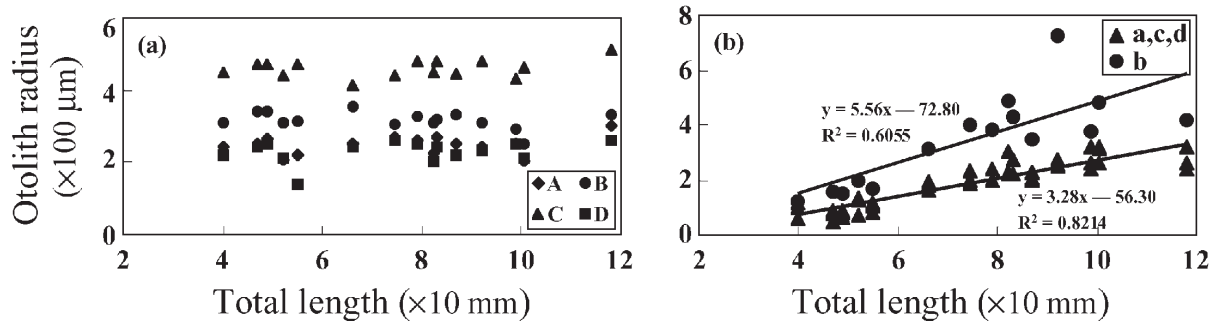 Otolith radius
(×100 μm)
6
4
2
0
(a)
A B
C D
2 4 6 8 10 12
Total length (×10 mm)
8
6
4
2
0
(b)
a,c,d
b
y = 5.56x — 72.80
R² = 0.6055
y = 3.28x — 56.30
R² = 0.8214
2 4 6 8 10 12
Total length (×10 mm)